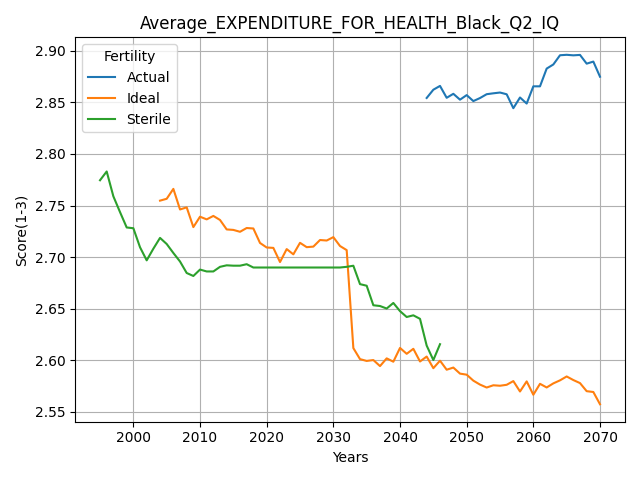 Average_EXPENDITURE_FOR_HEALTH_Black_Q2_IQ
Fertility
Actual
Ideal
Sterile
Score(1-3)
2.90
2.85
2.80
2.75
2.70
2.65
2.60
2.55
2000 2010 2020 2030 2040 2050 2060 2070
Years